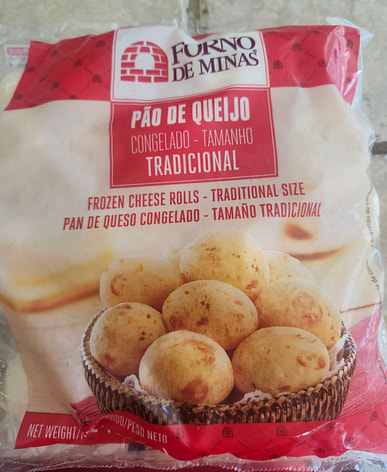 FORNO
DE MINAS
PÃO DE QUEIJO
CONGELADO - TAMANHO
TRADICIONAL
FROZEN CHEESE ROLLS - TRADITIONAL SIZE
PAN DE QUESO CONGELADO - TAMAÑO TRADICIONAL
NET WEIGHT/
/PESO NETO